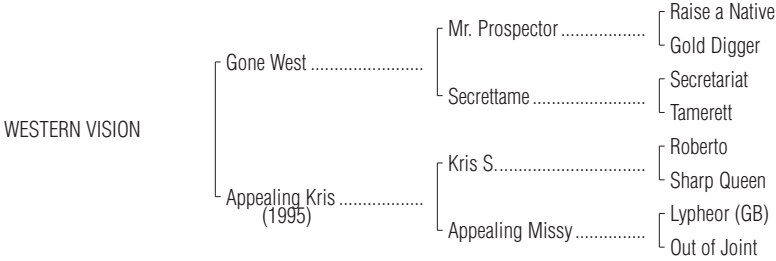 Raise a Native
Mr. Prospector ...................
Gold Digger
Gone West .........................
Secretariat
Secrettame .........................
Tamerett
WESTERN VISION
Roberto
Kris S. .................................
Sharp Queen
Appealing Kris ...................
(1995)
Lypheor (GB)
Appealing Missy ...............
Out of Joint